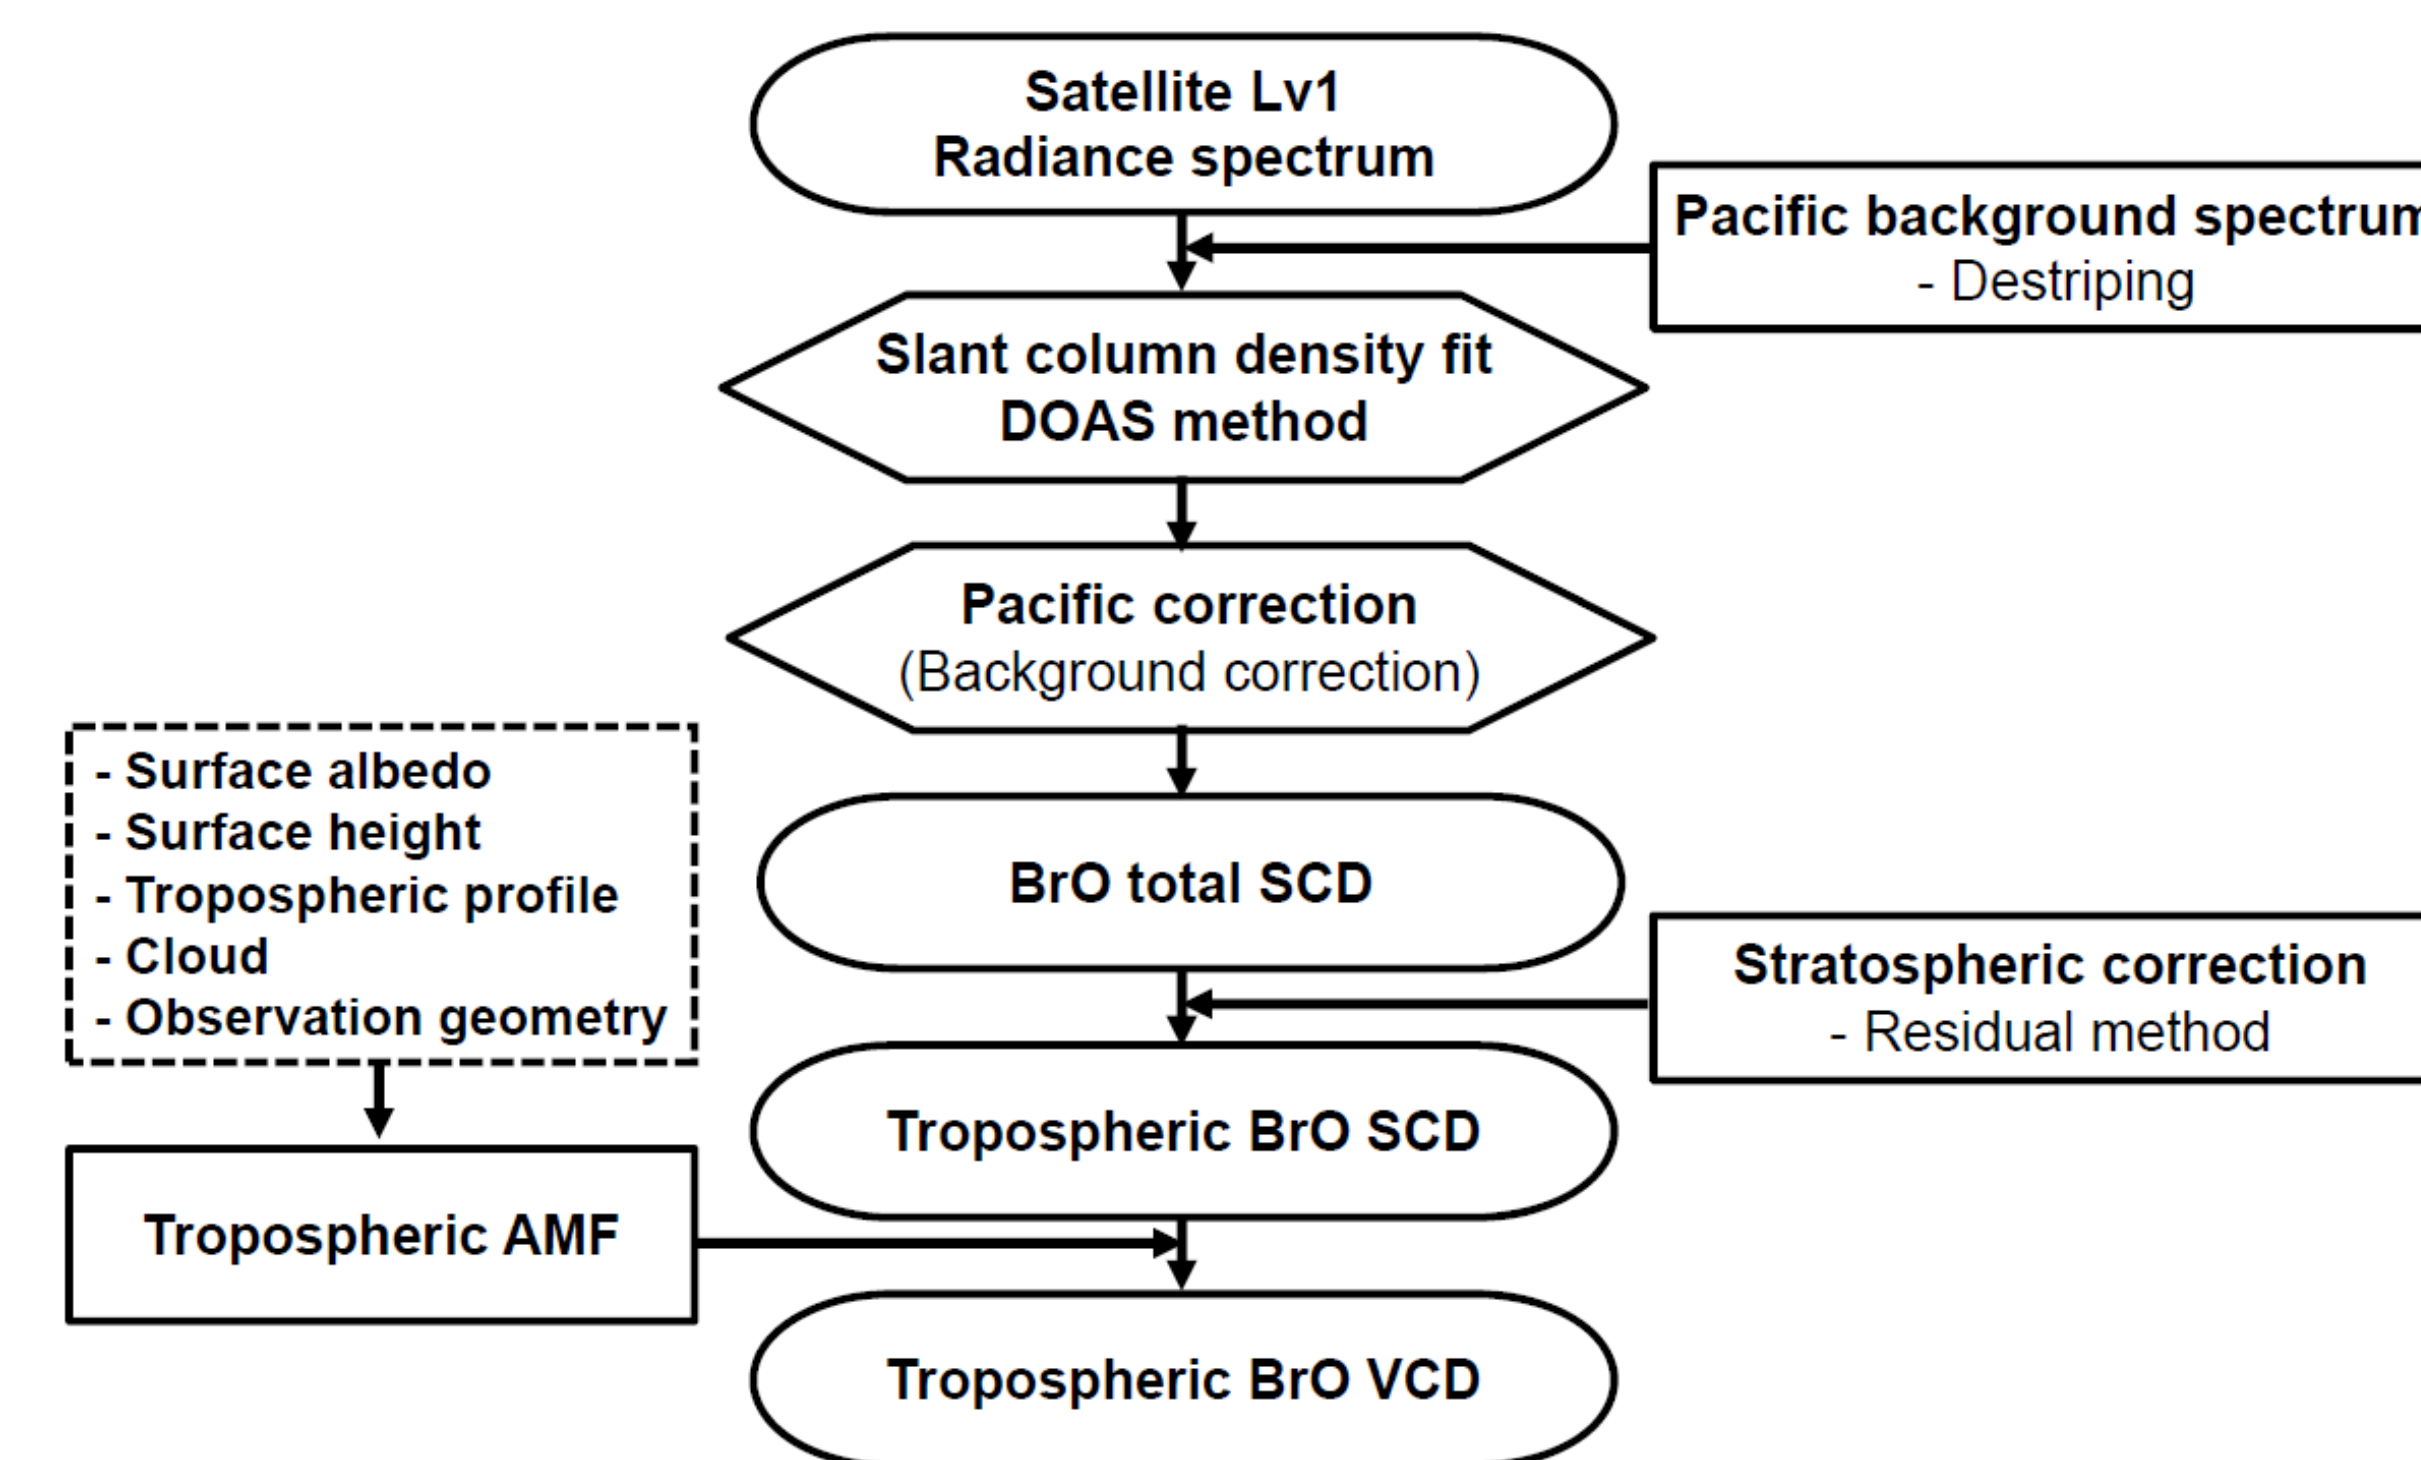 Satellite Lv1
Radiance spectrum
Pacific background spectrum
- Destriping
Slant column density fit
DOAS method
Pacific correction
(Background correction)
- Surface albedo
- Surface height
- Tropospheric profile
- Cloud
- Observation geometry
BrO total SCD
Stratospheric correction
- Residual method
Tropospheric BrO SCD
Tropospheric AMF
Tropospheric BrO VCD